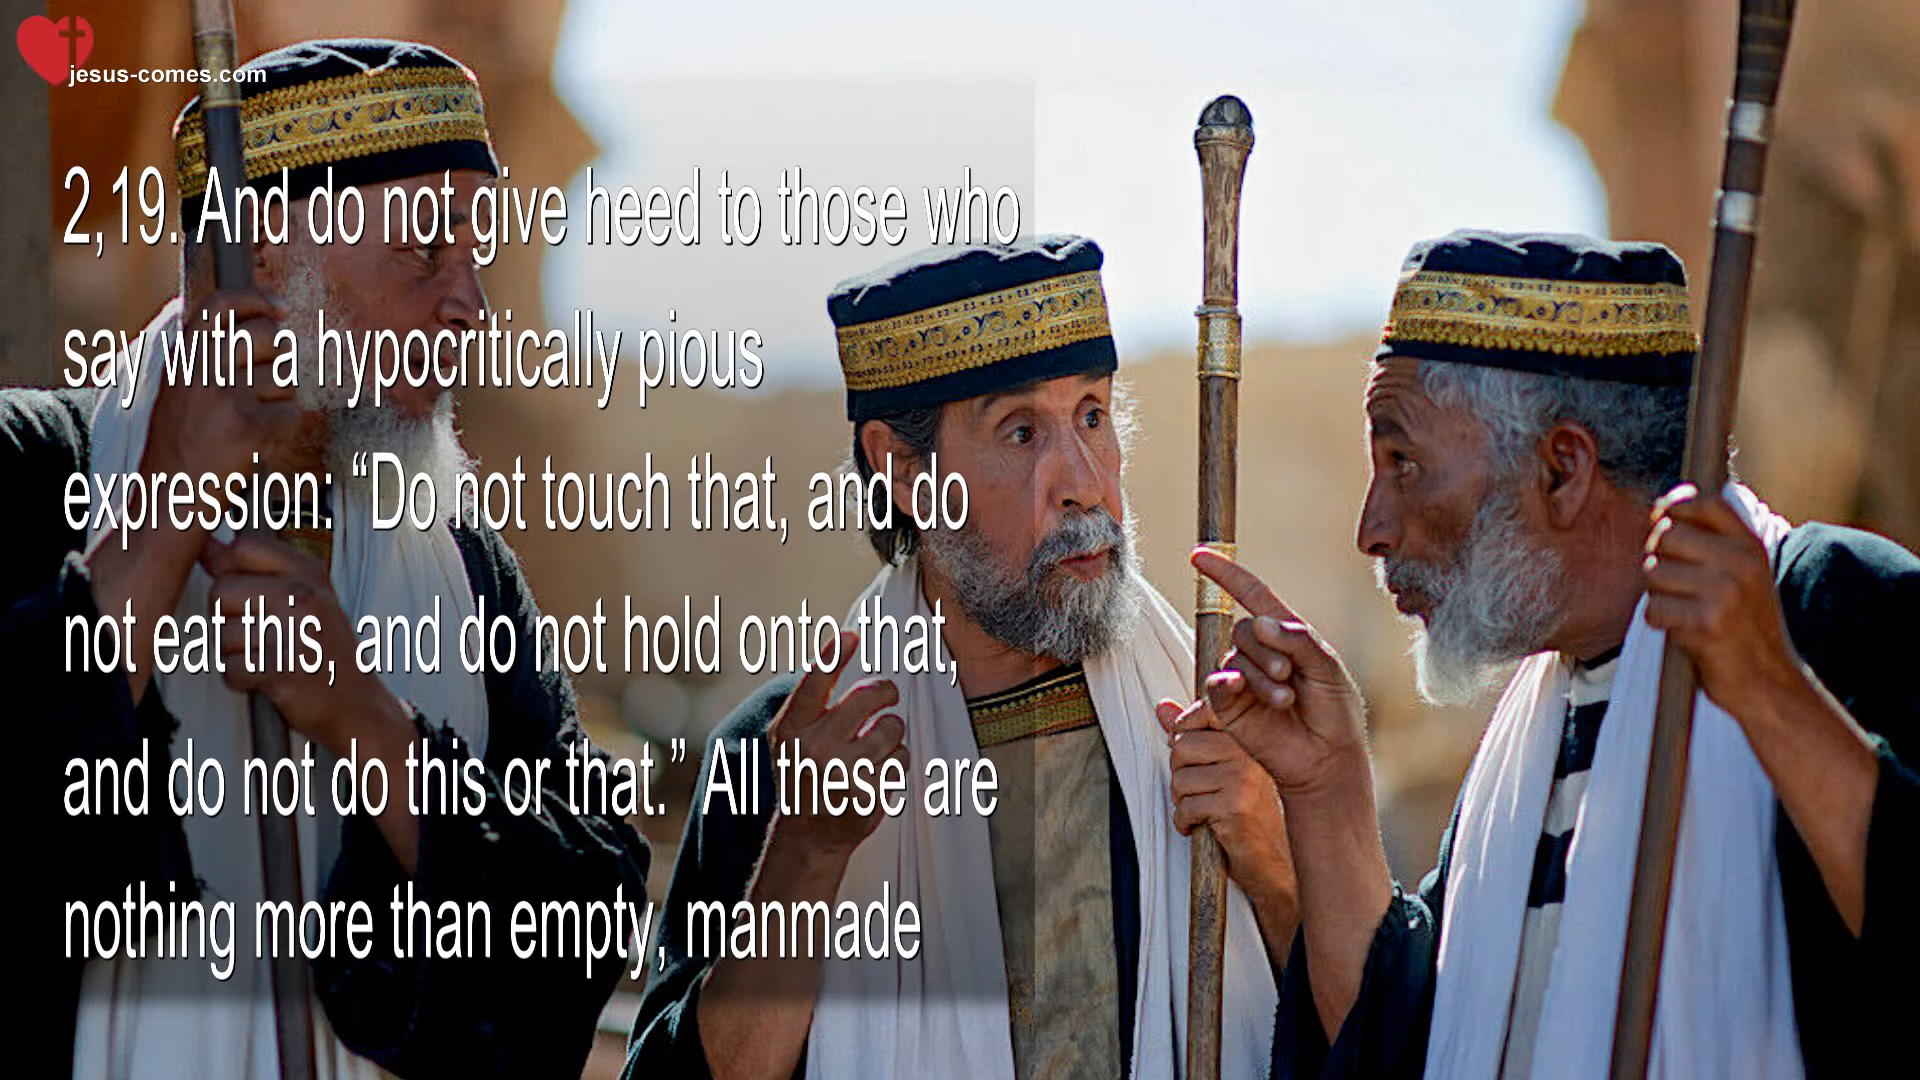 jesus-comes.com
2,19. And do not give heed to those who
say with a hypocritically pious
expression: “Do not touch that, and do
not eat this, and do not hold onto that,
and do not do this or that.” All these are
nothing more than empty, manmade